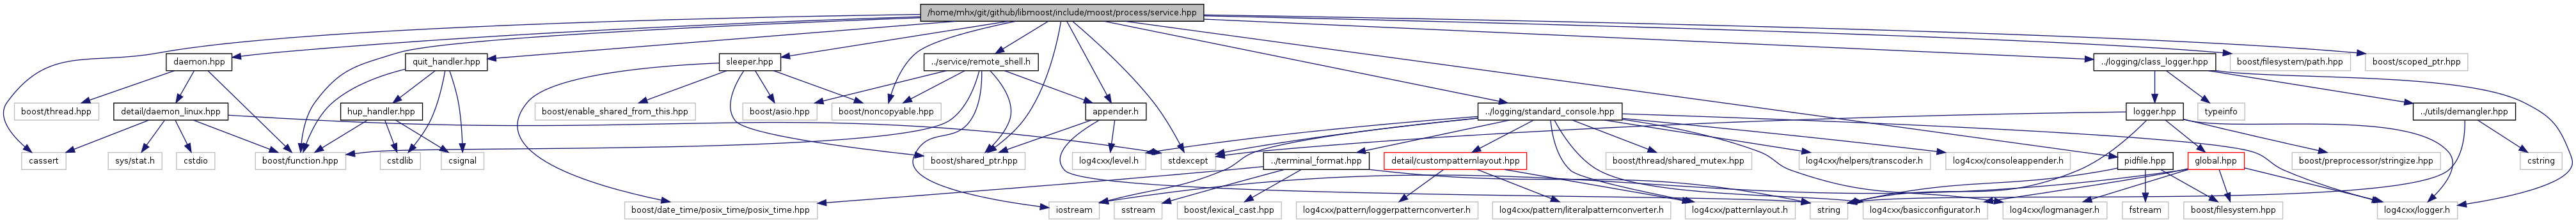 /home/mhx/git/github/libmoost/include/moost/process/service.hpp
daemon.hpp
quit_handler.hpp
sleeper.hpp
../service/remote_shell.h
../logging/class_logger.hpp
boost/filesystem/path.hpp
boost/scoped_ptr.hpp
boost/thread.hpp
detail/daemon_linux.hpp
hup_handler.hpp
boost/enable_shared_from_this.hpp
boost/asio.hpp
boost/noncopyable.hpp
appender.h
../logging/standard_console.hpp
logger.hpp
typeinfo
../utils/demangler.hpp
cassert
sys/stat.h
cstdio
boost/function.hpp
cstdlib
csignal
boost/shared_ptr.hpp
log4cxx/level.h
stdexcept
../terminal_format.hpp
detail/custompatternlayout.hpp
boost/thread/shared_mutex.hpp
log4cxx/helpers/transcoder.h
log4cxx/consoleappender.h
pidfile.hpp
global.hpp
boost/preprocessor/stringize.hpp
cstring
boost/date_time/posix_time/posix_time.hpp
iostream
sstream
boost/lexical_cast.hpp
log4cxx/pattern/loggerpatternconverter.h
log4cxx/pattern/literalpatternconverter.h
log4cxx/patternlayout.h
string
log4cxx/basicconfigurator.h
log4cxx/logmanager.h
fstream
boost/filesystem.hpp
log4cxx/logger.h